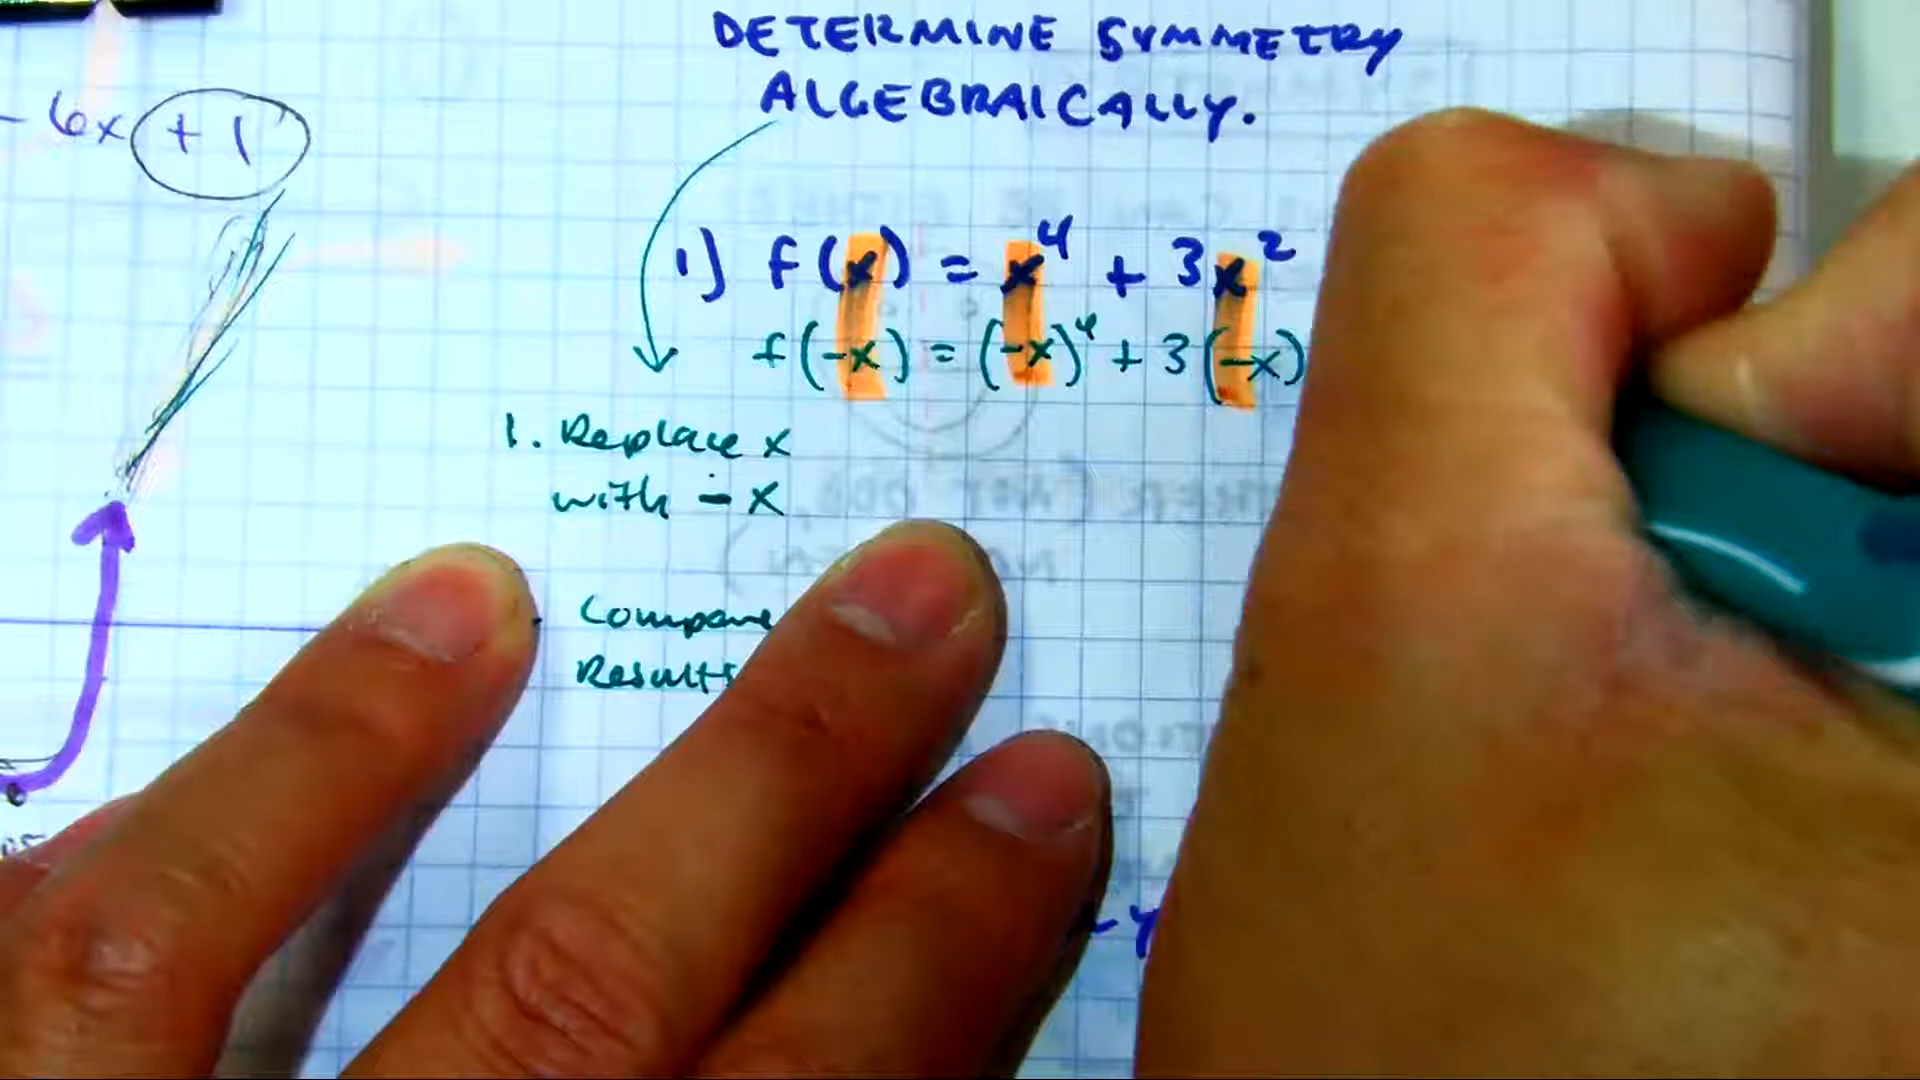 DETERMINE SYMMETRY
ALGEBRAICALLY.
- 6x + 1
1) f(x) = x⁴ + 3x²
f(-x) = (-x)⁴ + 3(-x)
1. Replace x
with - x
Compare
Results
-y